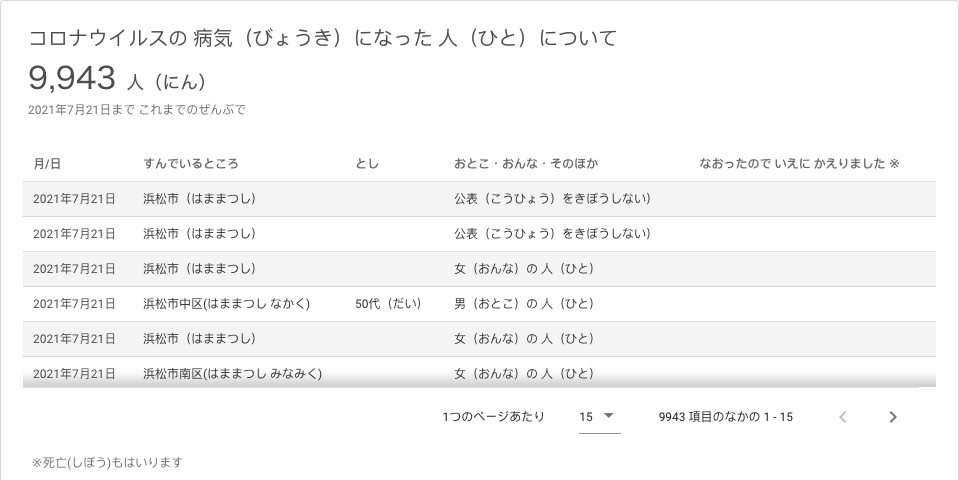 コロナウイルスの 病気（びょうき）になった 人（ひと）について
9,943 人（にん）
2021年7月21日まで これまでのぜんぶで
月/日 すんでいるところ とし おとこ・おんな・そのほか なおったので いえに かえりました ※
2021年7月21日 浜松市（はままつし） 公表（こうひょう）をきぼうしない）
2021年7月21日 浜松市（はままつし） 公表（こうひょう）をきぼうしない）
2021年7月21日 浜松市（はままつし） 女（おんな）の 人（ひと）
2021年7月21日 浜松市中区(はままつし なかく) 50代（だい） 男（おとこ）の 人（ひと）
2021年7月21日 浜松市（はままつし） 女（おんな）の 人（ひと）
2021年7月21日 浜松市南区(はままつし みなみく) 女（おんな）の 人（ひと）
1つのページあたり 15 9943 項目のなかの 1 - 15
※死亡(しぼう)もはいります